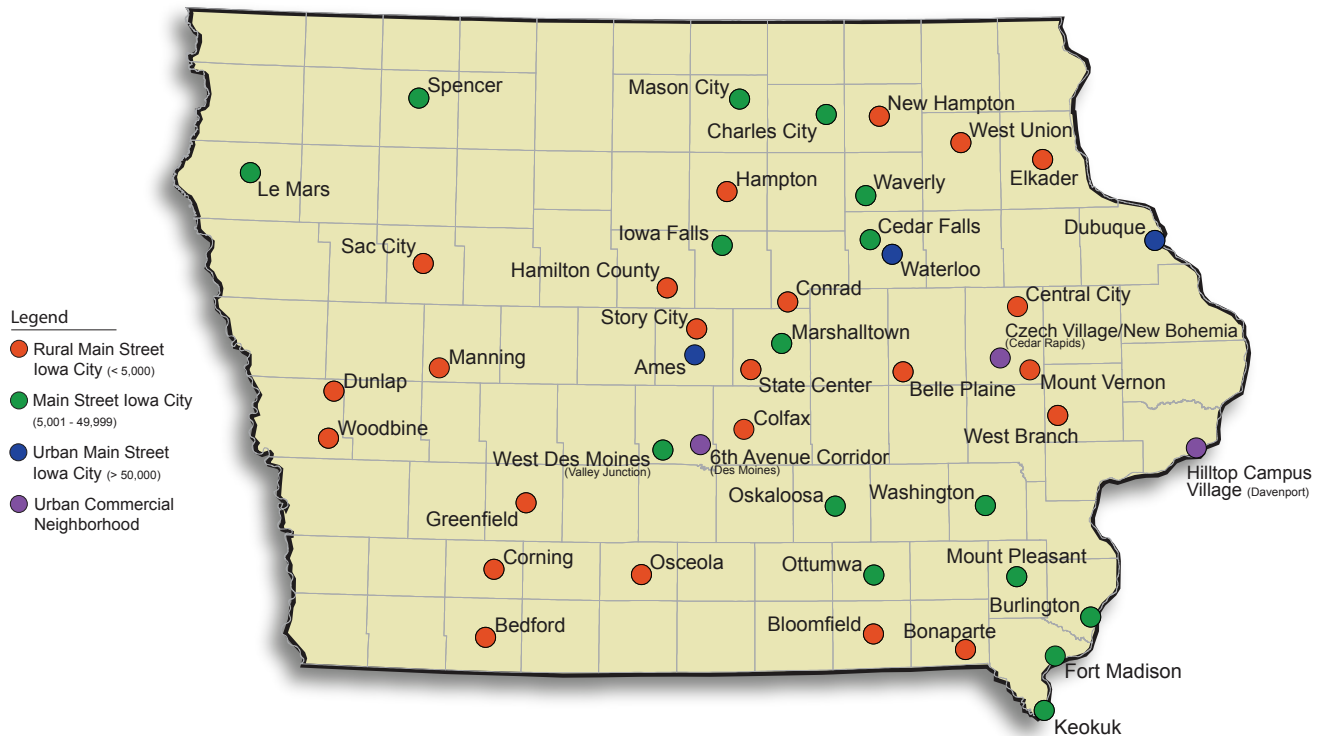 Spencer
Mason City
New Hampton
Charles City
West Union
Elkader
Le Mars
Hampton
Waverly
Iowa Falls
Cedar Falls
Dubuque
Sac City
Waterloo
Hamilton County
Conrad
Central City
Story City
Marshalltown
Czech Village/New Bohemia
(Cedar Rapids)
Manning
Ames
State Center
Belle Plaine
Mount Vernon
Dunlap
Colfax
Woodbine
West Branch
West Des Moines
(Valley Junction)
6th Avenue Corridor
(Des Moines)
Hilltop Campus
Village (Davenport)
Oskaloosa
Washington
Greenfield
Corning
Osceola
Ottumwa
Mount Pleasant
Burlington
Bedford
Bloomfield
Bonaparte
Fort Madison
Keokuk
Legend
Rural Main Street
Iowa City (< 5,000)
Main Street Iowa City
(5,001 - 49,999)
Urban Main Street
Iowa City (> 50,000)
Urban Commercial
Neighborhood